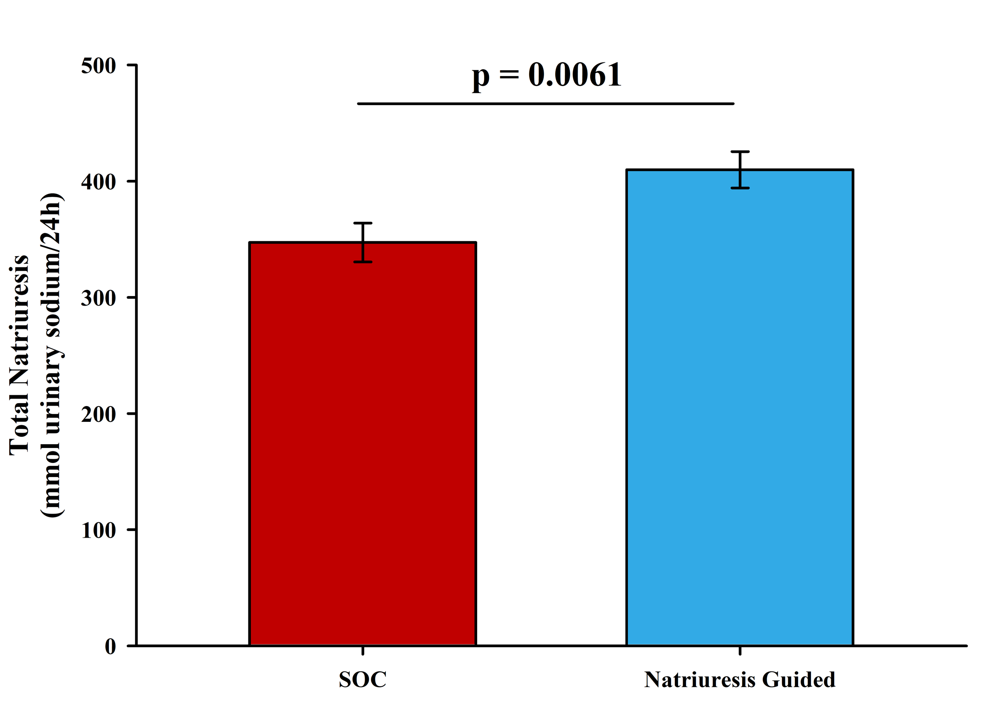 Total Natriuresis
(mmol urinary sodium/24h)
500
400
300
200
100
0
p = 0.0061
SOC
Natriuresis Guided